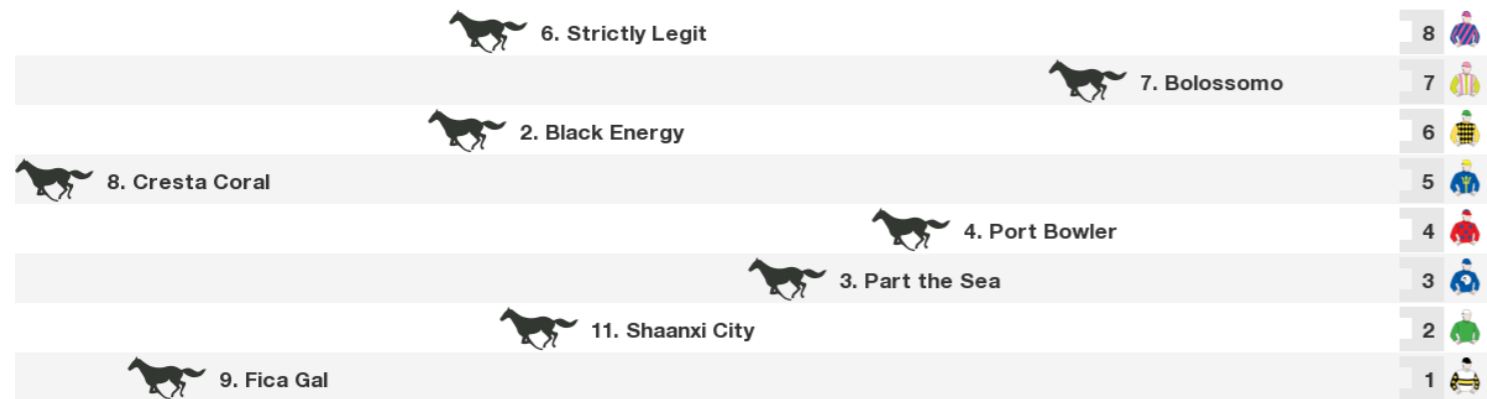 6. Strictly Legit 8
7. Bolossomo 7
2. Black Energy 6
8. Cresta Coral 5
4. Port Bowler 4
3. Part the Sea 3
11. Shaanxi City 2
9. Fica Gal 1